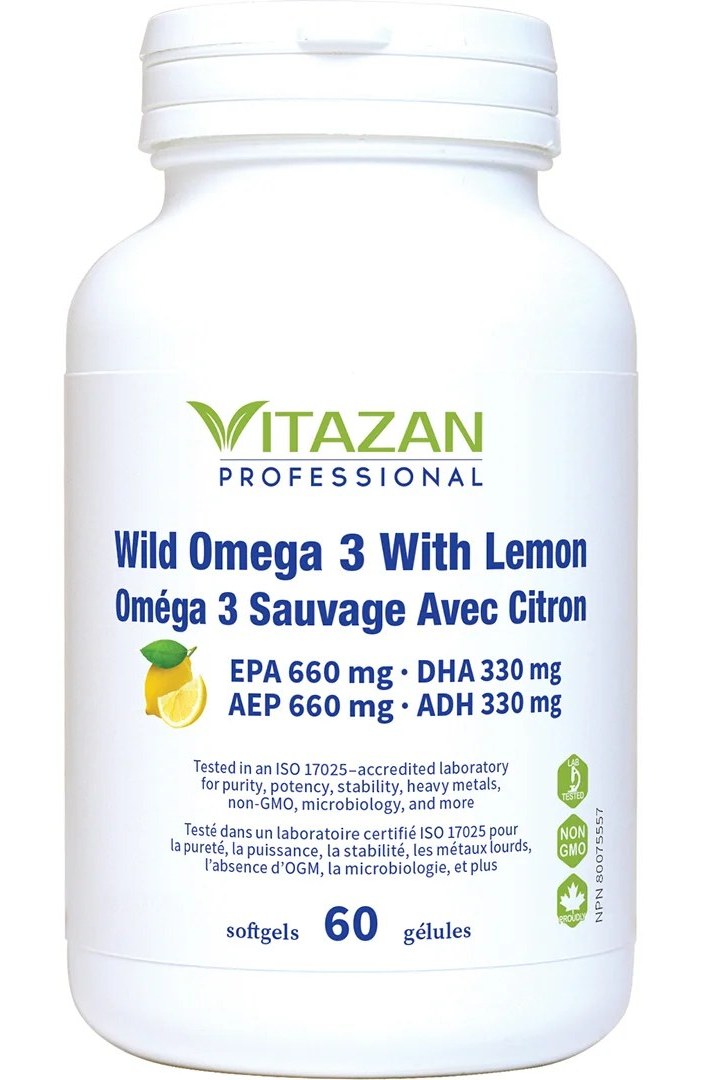 VITAZAN
PROFESSIONAL
Wild Omega 3 With Lemon
Oméga 3 Sauvage Avec Citron
EPA 660 mg · DHA 330 mg
AEP 660 mg · ADH 330 mg
Tested in an ISO 17025–accredited laboratory
for purity, potency, stability, heavy metals,
non-GMO, microbiology, and more
Testé dans un laboratoire certifié ISO 17025 pour
la pureté, la puissance, la stabilité, les métaux lourds,
l'absence d'OGM, la microbiologie, et plus
softgels 60 gélules
LAB
TESTED
NON
GMO
PROUDLY
NPN 80075557